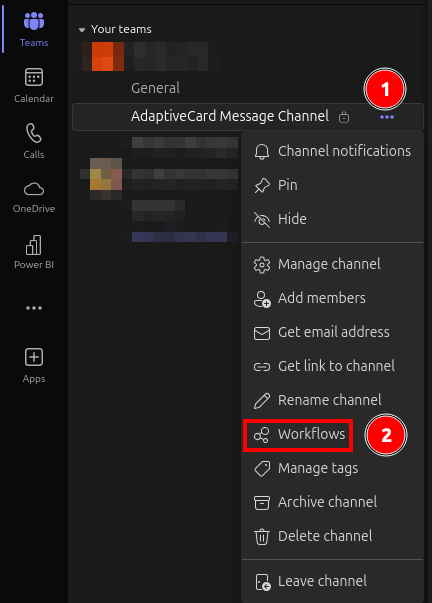 Teams
Calendar
Calls
OneDrive
Power BI
Apps
Your teams
General
1
AdaptiveCard Message Channel
Channel notifications
Pin
Hide
Manage channel
Add members
Get email address
Get link to channel
Rename channel
Workflows
2
Manage tags
Archive channel
Delete channel
Leave channel